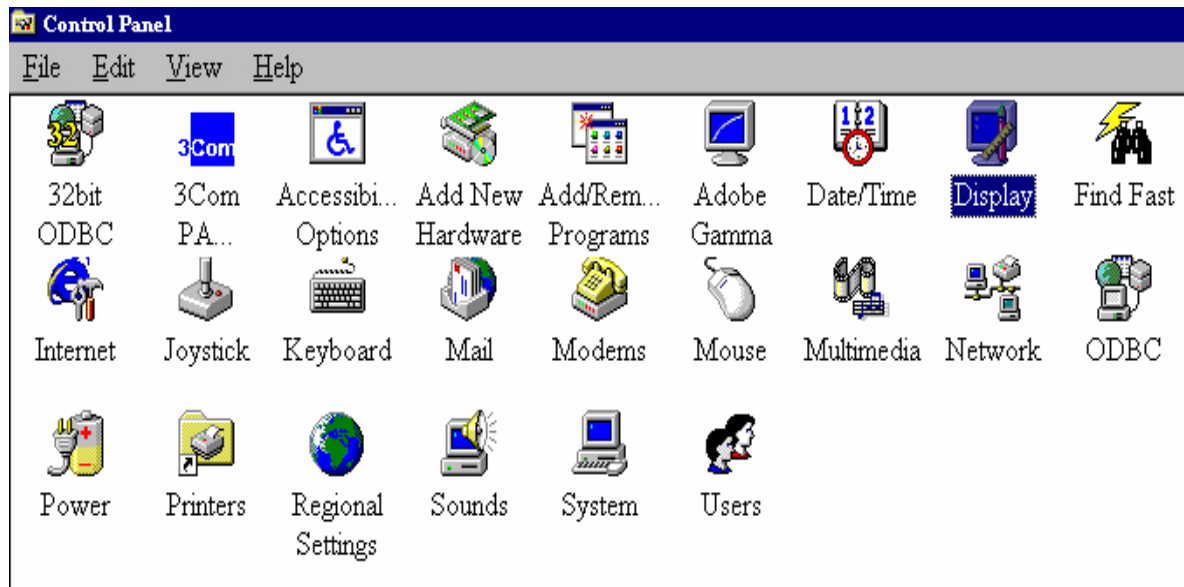 Control Panel
File Edit View Help
32
3Com
12
32bit ODBC
3Com PA...
Accessibi... Options
Add New Hardware
Add/Rem... Programs
Adobe Gamma
Date/Time
Display
Find Fast
Internet
Joystick
Keyboard
Mail
Modems
Mouse
Multimedia
Network
ODBC
Power
Printers
Regional Settings
Sounds
System
Users